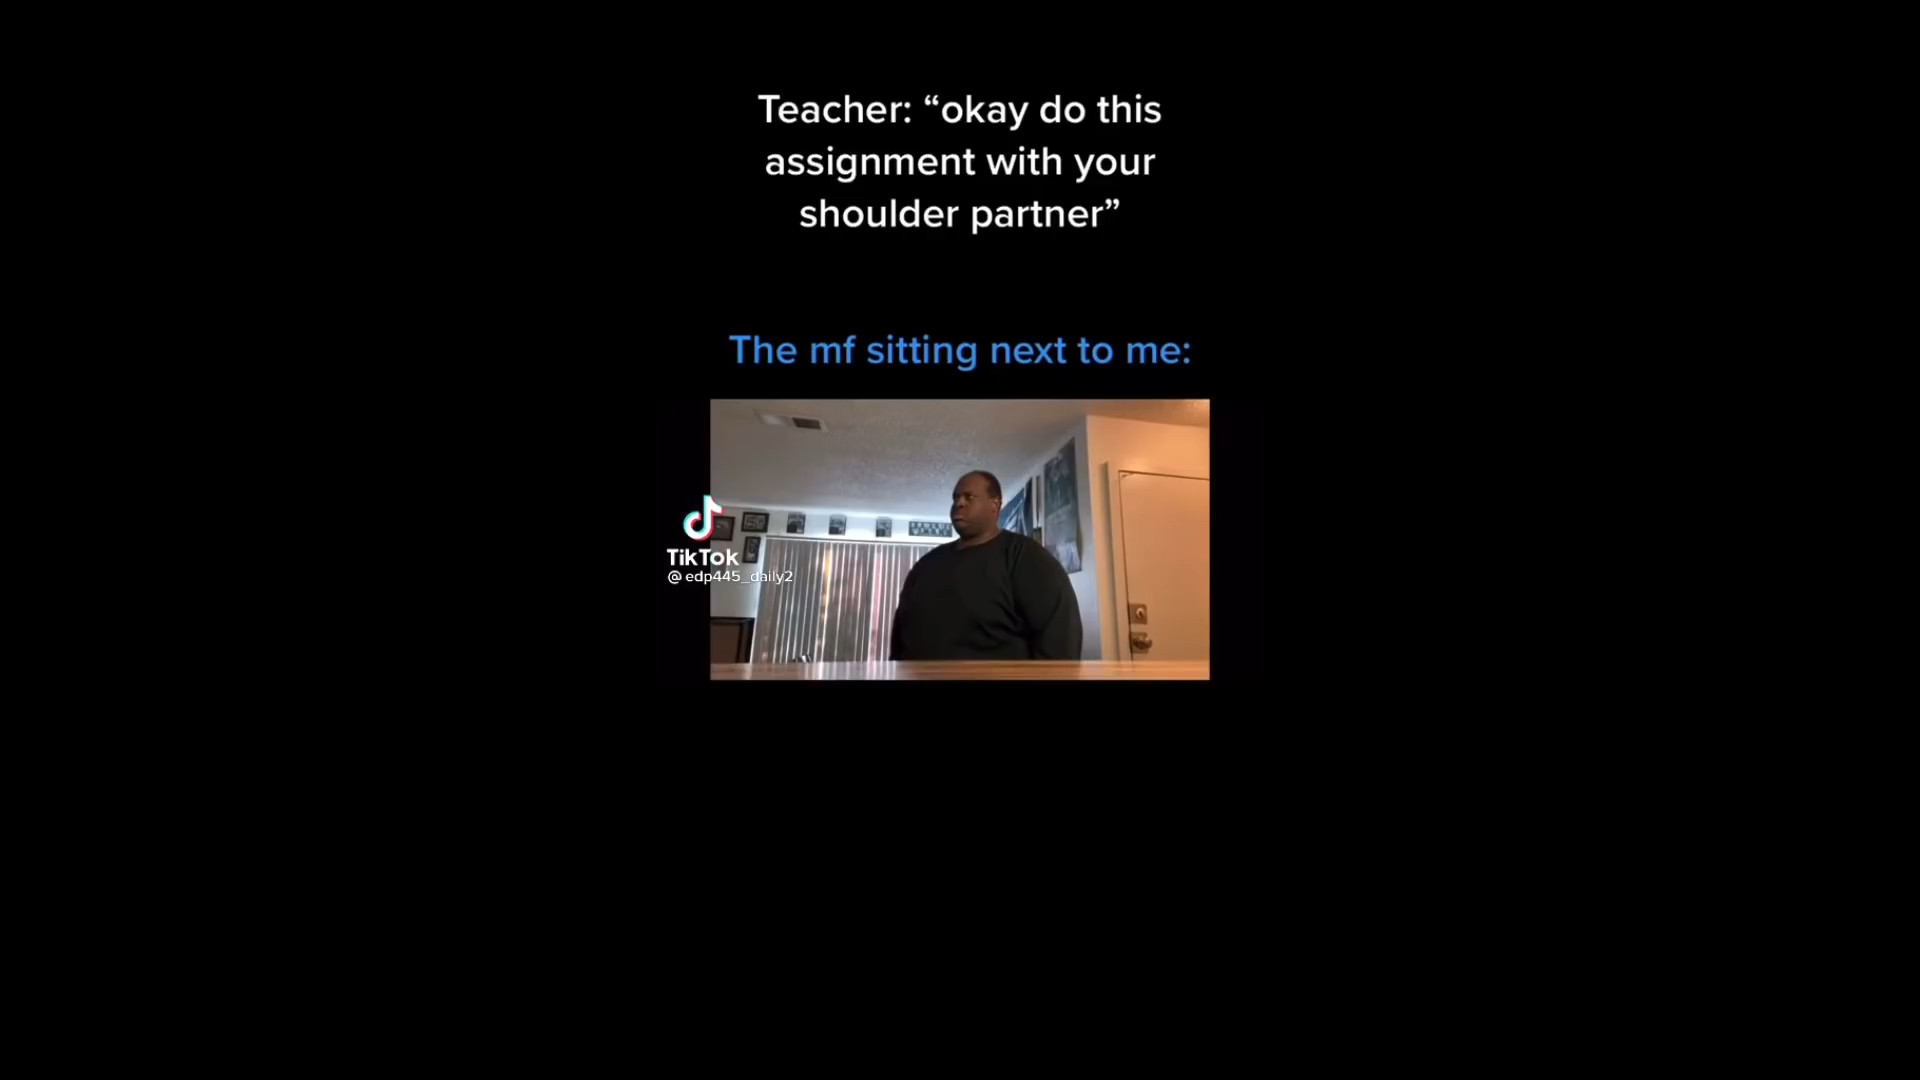 Teacher: “okay do this
assignment with your
shoulder partner”
The mf sitting next to me:
TikTok
@edp445_daily2